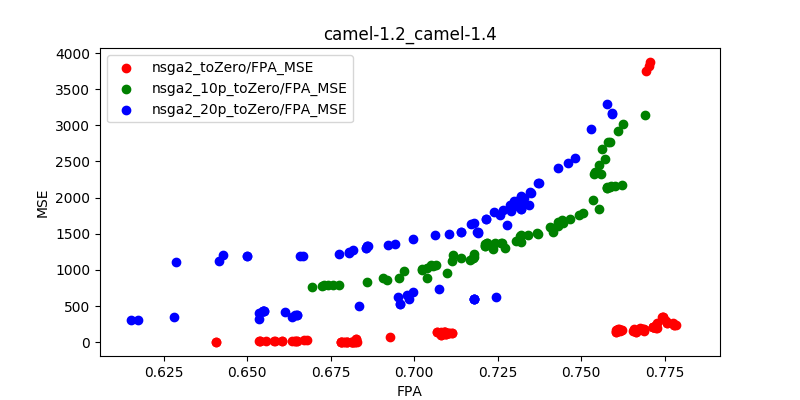 camel-1.2_camel-1.4
4000
3500
3000
2500
2000
1500
1000
500
0
MSE
nsga2_toZero/FPA_MSE
nsga2_10p_toZero/FPA_MSE
nsga2_20p_toZero/FPA_MSE
0.625 0.650 0.675 0.700 0.725 0.750 0.775
FPA